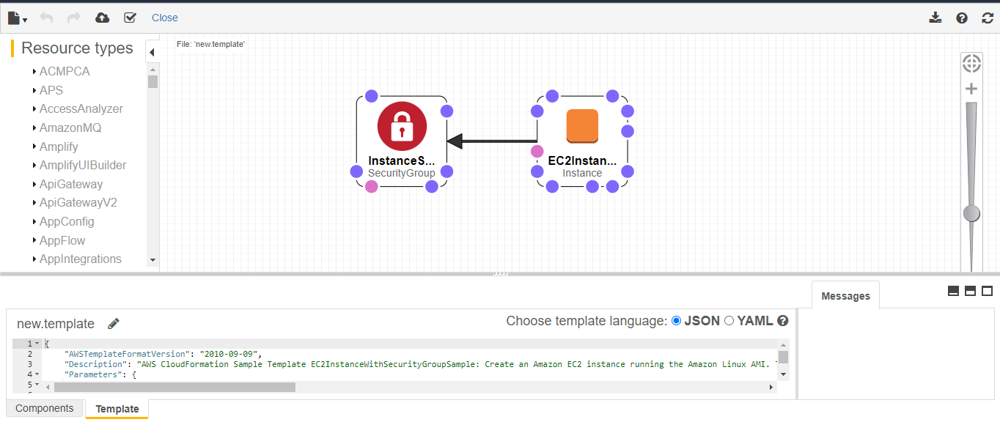 Close
Resource types
File: 'new.template'
ACMPCA
APS
AccessAnalyzer
AmazonMQ
Amplify
AmplifyUIBuilder
ApiGateway
ApiGatewayV2
AppConfig
AppFlow
AppIntegrations
InstanceS...
SecurityGroup
EC2Instan...
Instance
Messages
new.template
Choose template language: JSON YAML
1 {
2 "AWSTemplateFormatVersion": "2010-09-09",
3 "Description": "AWS CloudFormation Sample Template EC2InstanceWithSecurityGroupSample: Create an Amazon EC2 instance running the Amazon Linux AMI.
4 "Parameters": {
5
Components
Template